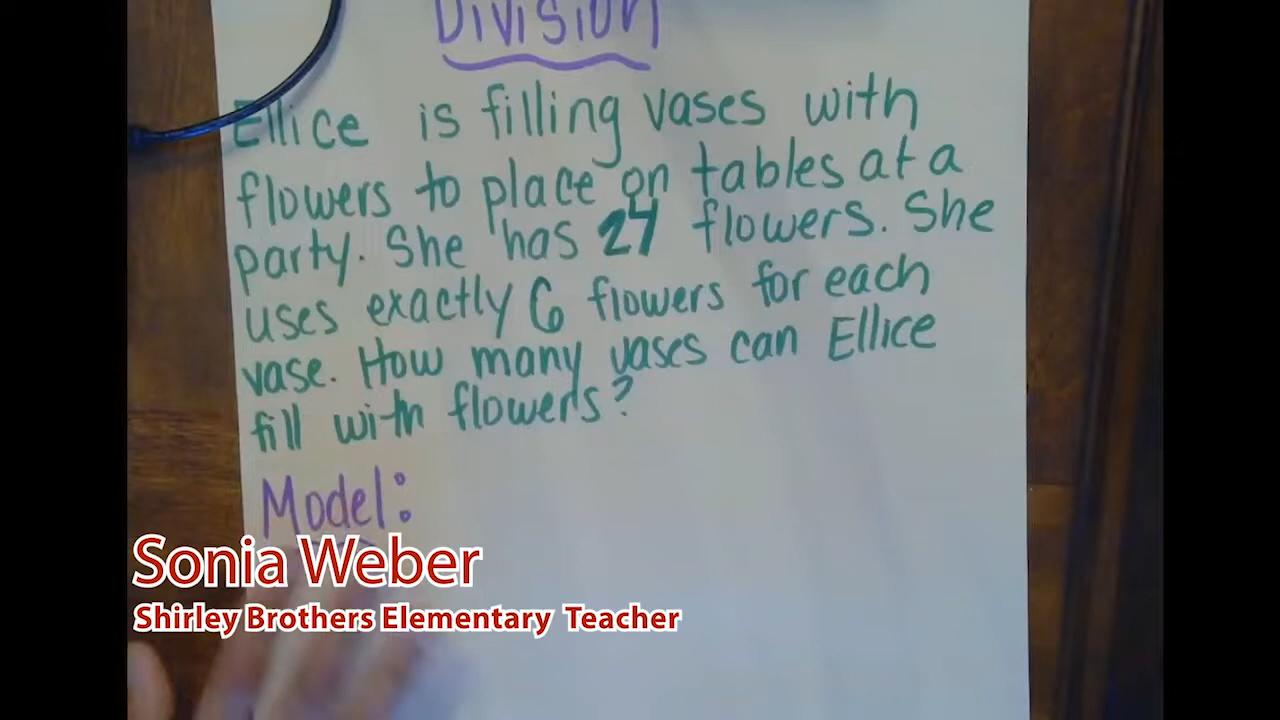 Division
Ellice is filling vases with
flowers to place on tables at a
party. She has 24 flowers. She
uses exactly 6 flowers for each
vase. How many vases can Ellice
fill with flowers?
Model:
Sonia Weber
Shirley Brothers Elementary Teacher